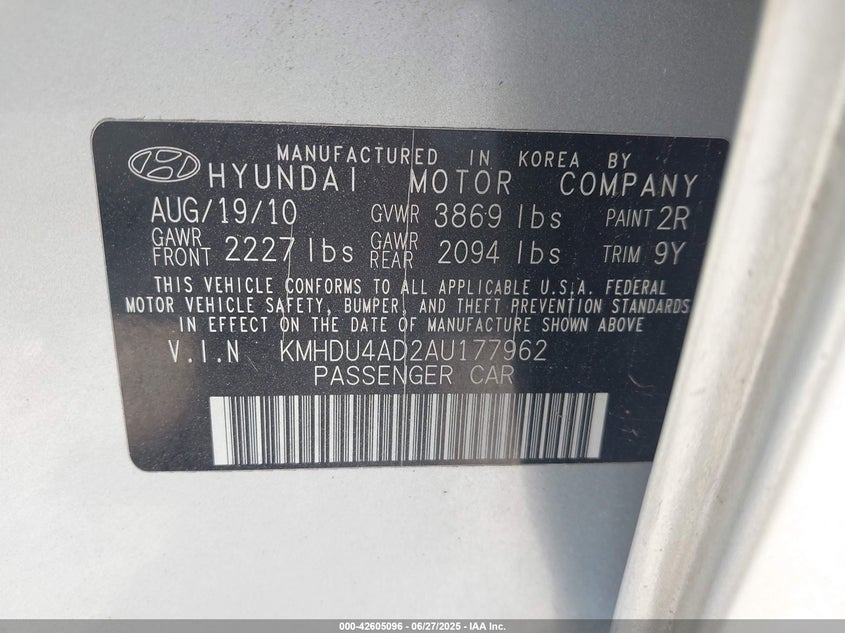 MANUFACTURED IN KOREA BY
HYUNDAI MOTOR COMPANY
AUG/19/10 GVWR 3869 lbs PAINT 2R
GAWR FRONT 2227 lbs GAWR REAR 2094 lbs TRIM 9Y
THIS VEHICLE CONFORMS TO ALL APPLICABLE U.S.A. FEDERAL
MOTOR VEHICLE SAFETY, BUMPER, AND THEFT PREVENTION STANDARDS
IN EFFECT ON THE DATE OF MANUFACTURE SHOWN ABOVE
V.I.N KMHDU4AD2AU177962
PASSENGER CAR
000-42605096 - 06/27/2025 - IAA Inc.